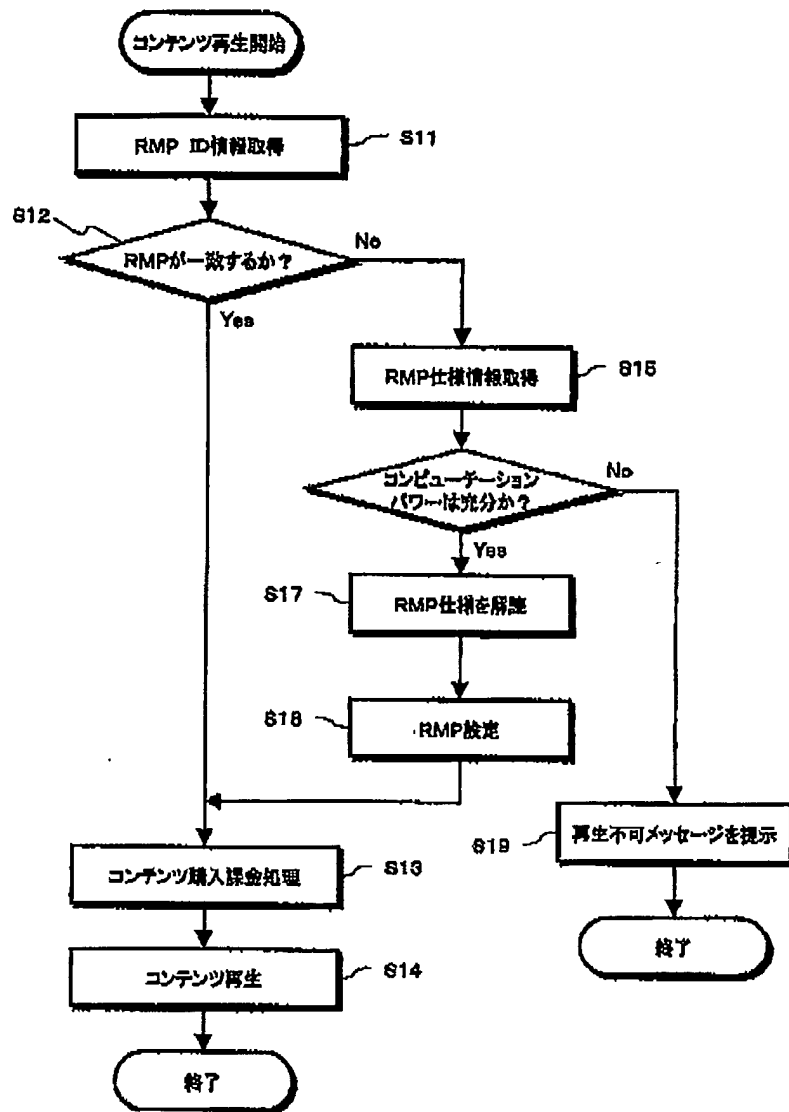 コンテンツ再生開始
RMP ID情報取得
S11
S12
RMPが一致するか？
No
Yes
RMP仕様情報取得
S15
コンピューテーション
パワーは充分か？
No
Yes
S17
RMP仕様を解読
S18
RMP設定
S19
再生不可メッセージを提示
コンテンツ購入課金処理
S13
終了
コンテンツ再生
S14
終了